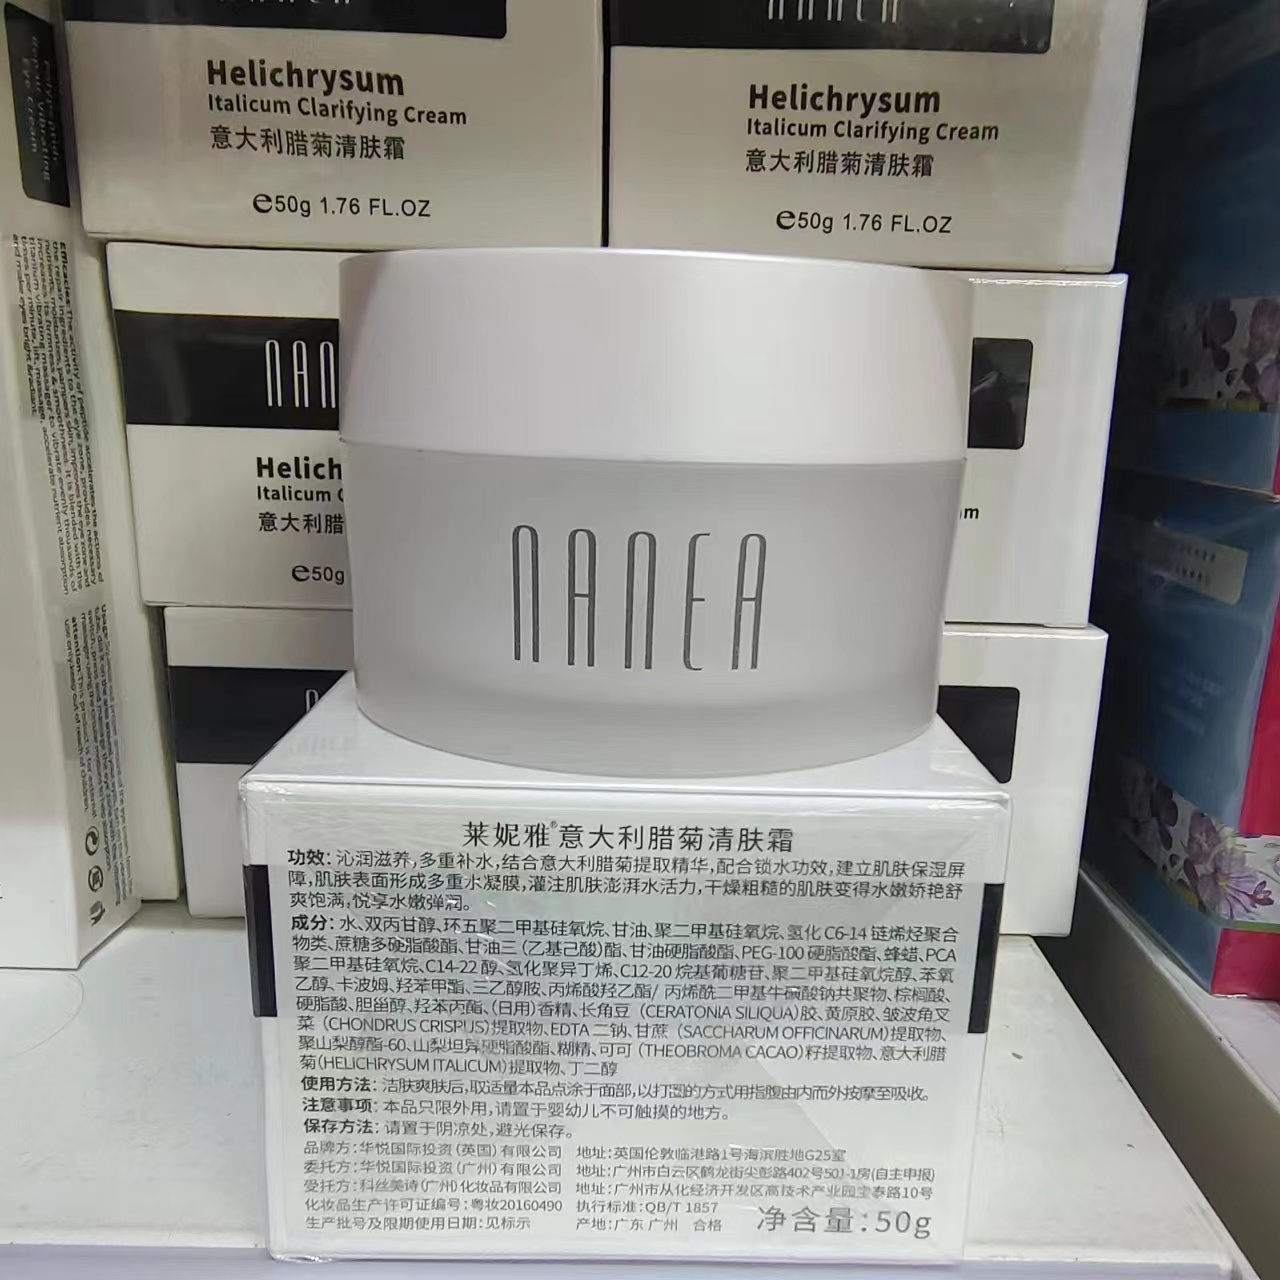 NANEA
Helichrysum
Italicum Clarifying Cream
意大利腊菊清肤霜
e50g 1.76 FL.OZ
Helichrysum
Italicum Clarifying Cream
意大利腊菊清肤霜
e50g 1.76 FL.OZ
NAN
Helich
Italicum C
意大利腊
e50g
NANEA
莱妮雅®意大利腊菊清肤霜
功效: 沁润滋养,多重补水,结合意大利腊菊提取精华,配合锁水功效,建立肌肤保湿屏
障,肌肤表面形成多重水凝膜,灌注肌肤澎湃水活力,干燥粗糙的肌肤变得水嫩娇艳舒
爽饱满,悦享水嫩弹润。
成分: 水、双丙甘醇、环五聚二甲基硅氧烷、甘油、聚二甲基硅氧烷、氢化 C6-14 链烯烃聚合
物类、蔗糖多硬脂酸酯、甘油三 (乙基己酸) 酯、甘油硬脂酸酯、PEG-100 硬脂酸酯、蜂蜡、PCA
聚二甲基硅氧烷、C14-22 醇、氢化聚异丁烯、C12-20 烷基葡糖苷、聚二甲基硅氧烷醇、苯氧
乙醇、卡波姆、羟苯甲酯、三乙醇胺、丙烯酸羟乙酯/ 丙烯酰二甲基牛磺酸钠共聚物、棕榈酸、
硬脂酸、胆甾醇、羟苯丙酯、(日用) 香精、长角豆 (CERATONIA SILIQUA) 胶、黄原胶、皱波角叉
菜 (CHONDRUS CRISPUS) 提取物、EDTA 二钠、甘蔗 (SACCHARUM OFFICINARUM) 提取物、
聚山梨醇酯-60、山梨坦异硬脂酸酯、糊精、可可 (THEOBROMA CACAO) 籽提取物、意大利腊
菊(HELICHRYSUM ITALICUM) 提取物、丁二醇
使用方法: 洁肤爽肤后,取适量本品点涂于面部,以打圈的方式用指腹由内而外按摩至吸收。
注意事项: 本品只限外用,请置于婴幼儿不可触摸的地方。
保存方法: 请置于阴凉处,避光保存。
品牌方: 华悦国际投资 (英国) 有限公司 地址: 英国伦敦临港路1号海滨胜地G25室
委托方: 华悦国际投资 (广州) 有限公司 地址: 广州市白云区鹤龙街尖彭路402号501-1房(自主申报)
受托方: 科丝美诗(广州)化妆品有限公司 地址: 广州市从化经济开发区高技术产业园宝泰路10号
化妆品生产许可证编号: 粤妆20160490 执行标准: QB/T 1857
生产批号及限期使用日期: 见标示 产地: 广东 广州 合格 净含量: 50g